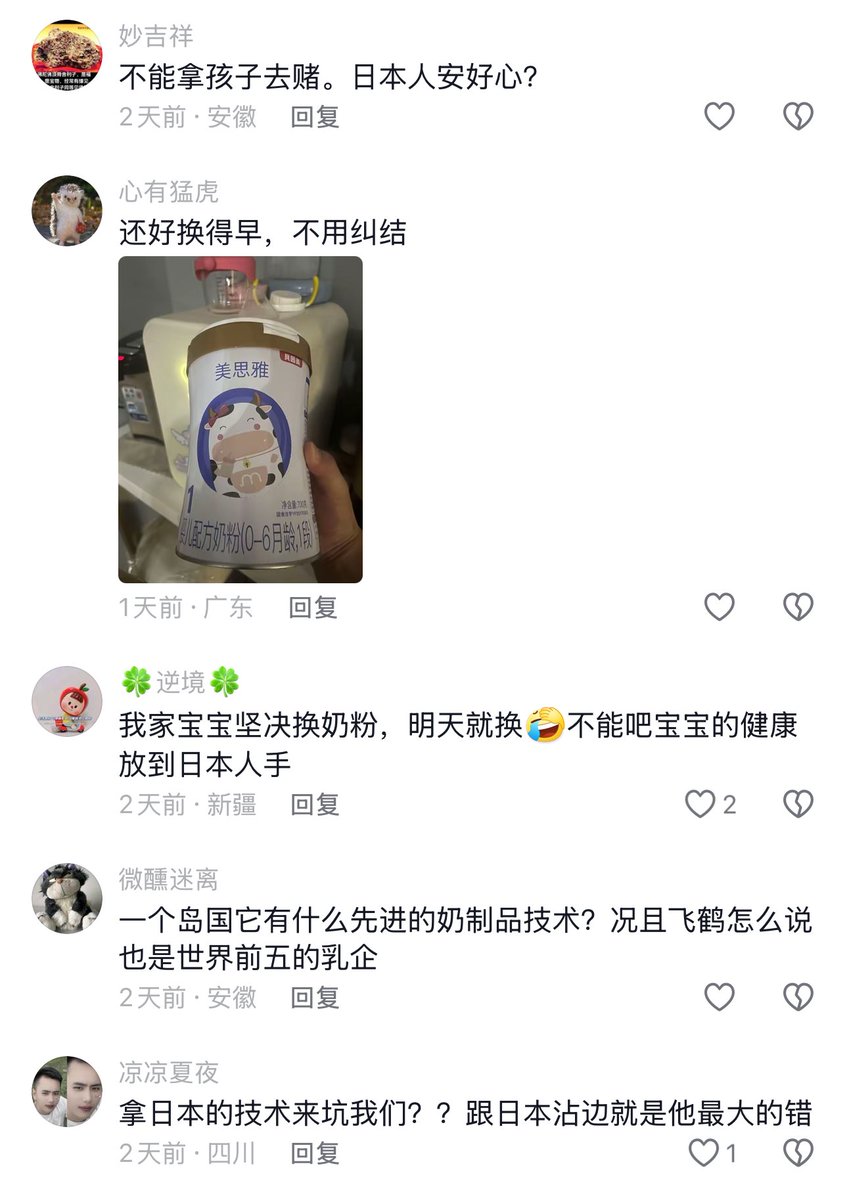 妙吉祥
不能拿孩子去赌。日本人安好心?
2天前·安徽 回复
心有猛虎
还好换得早，不用纠结
美思雅
1
净含量:700克
婴儿配方奶粉(0-6月龄,1段)
1天前·广东 回复
🍀逆境🍀
我家宝宝坚决换奶粉，明天就换🤣不能吧宝宝的健康
放到日本人手
2天前·新疆 回复 2
微醺迷离
一个岛国它有什么先进的奶制品技术？况且飞鹤怎么说
也是世界前五的乳企
2天前·安徽 回复
凉凉夏夜
拿日本的技术来坑我们？？跟日本沾边就是他最大的错
2天前·四川 回复 1